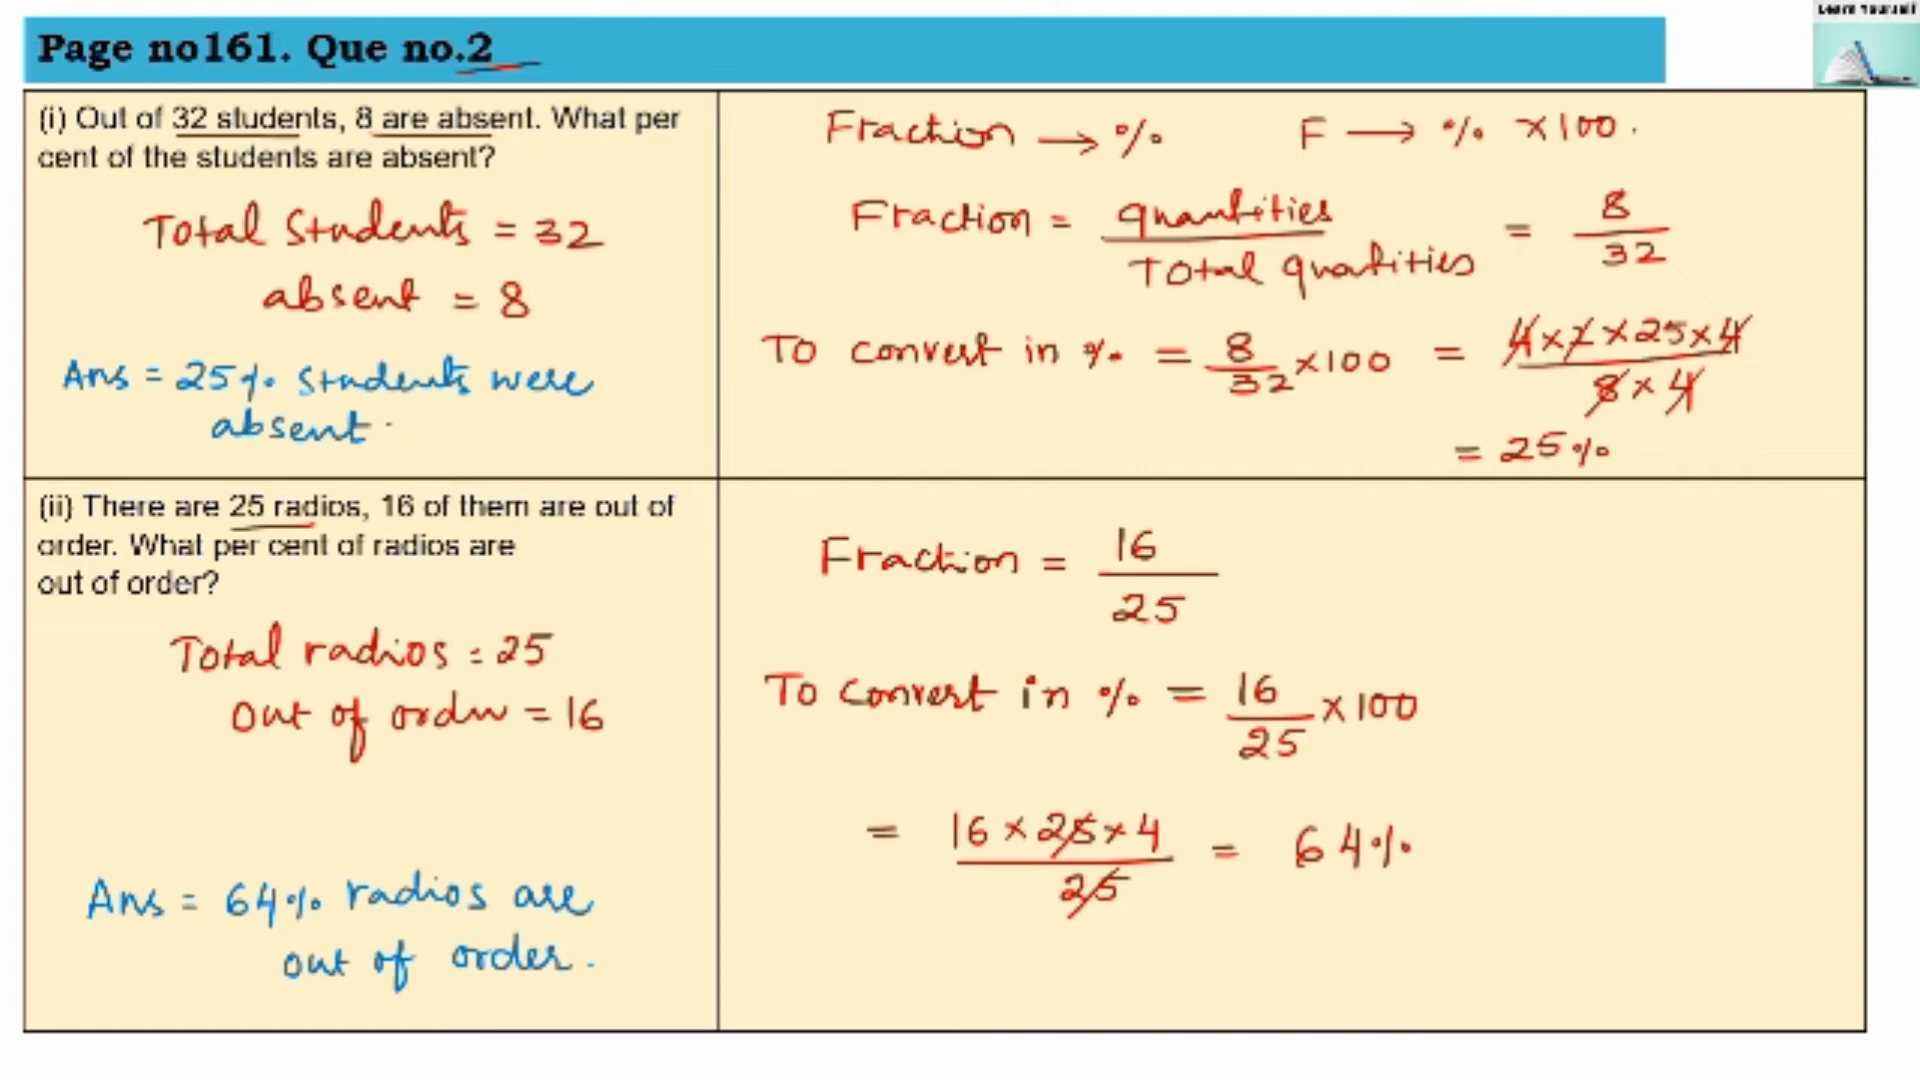 Learn Yourself
Page no161. Que no.2
(i) Out of 32 students, 8 are absent. What per
cent of the students are absent?
Total Students = 32
absent = 8
Ans = 25% students were
absent.
Fraction → %
F → % ×100.
Fraction = quantities / Total quantities = 8/32
To convert in % = 8/32 ×100 = 4×2×25×4 / 8×4
= 25%
(ii) There are 25 radios, 16 of them are out of
order. What per cent of radios are
out of order?
Total radios = 25
Out of order = 16
Ans = 64% radios are
out of order.
Fraction = 16/25
To convert in % = 16/25 ×100
= 16×25×4 / 25 = 64%